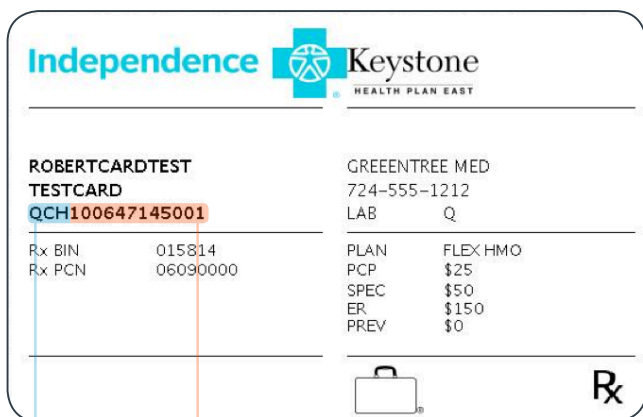 Independence
Keystone
HEALTH PLAN EAST
ROBERTCARDTEST
TESTCARD
QCH100647145001
Rx BIN 015814
Rx PCN 06090000
GREEENTREE MED
724-555-1212
LAB Q
PLAN FLEX HMO
PCP $25
SPEC $50
ER $150
PREV $0
®
®
Rx